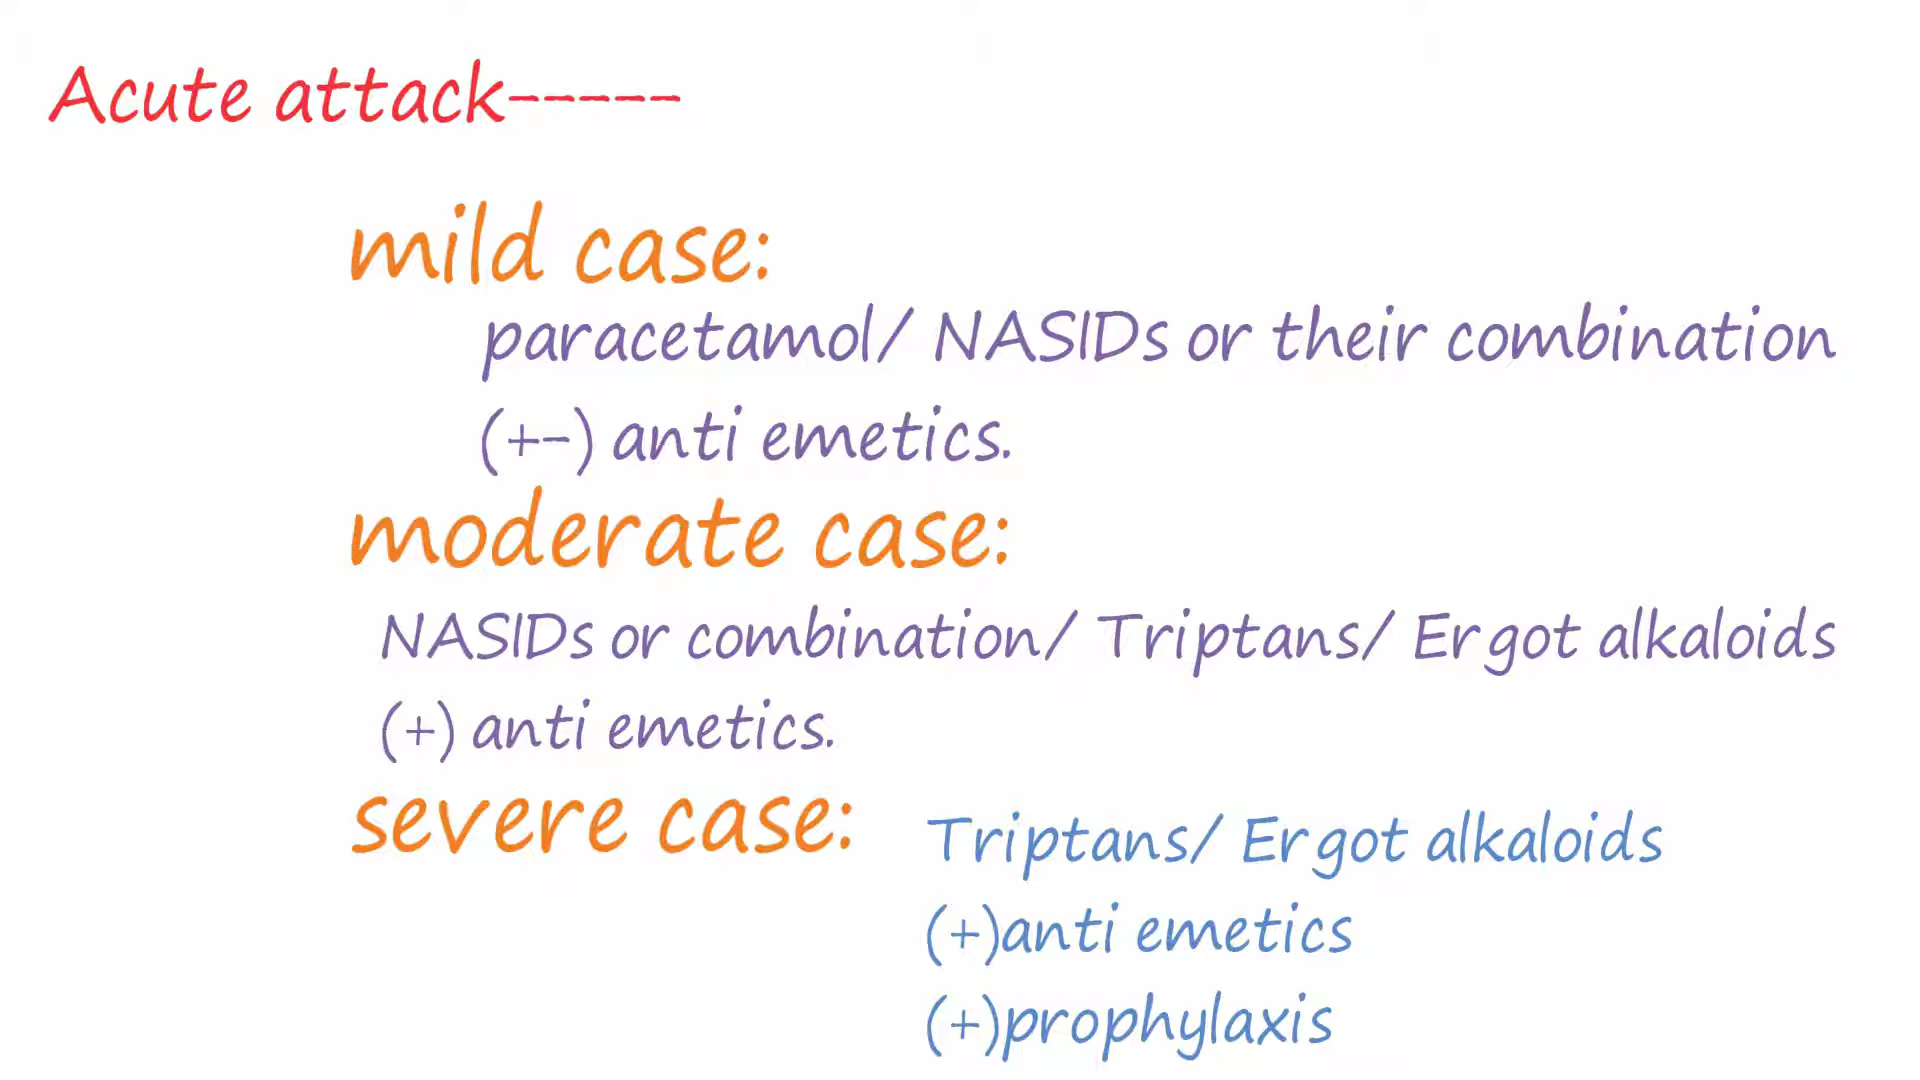 Acute attack-----
mild case:
paracetamol/ NASIDs or their combination
(+-) anti emetics.
moderate case:
NASIDs or combination/ Triptans/ Ergot alkaloids
(+) anti emetics.
severe case: Triptans/ Ergot alkaloids
(+)anti emetics
(+)prophylaxis